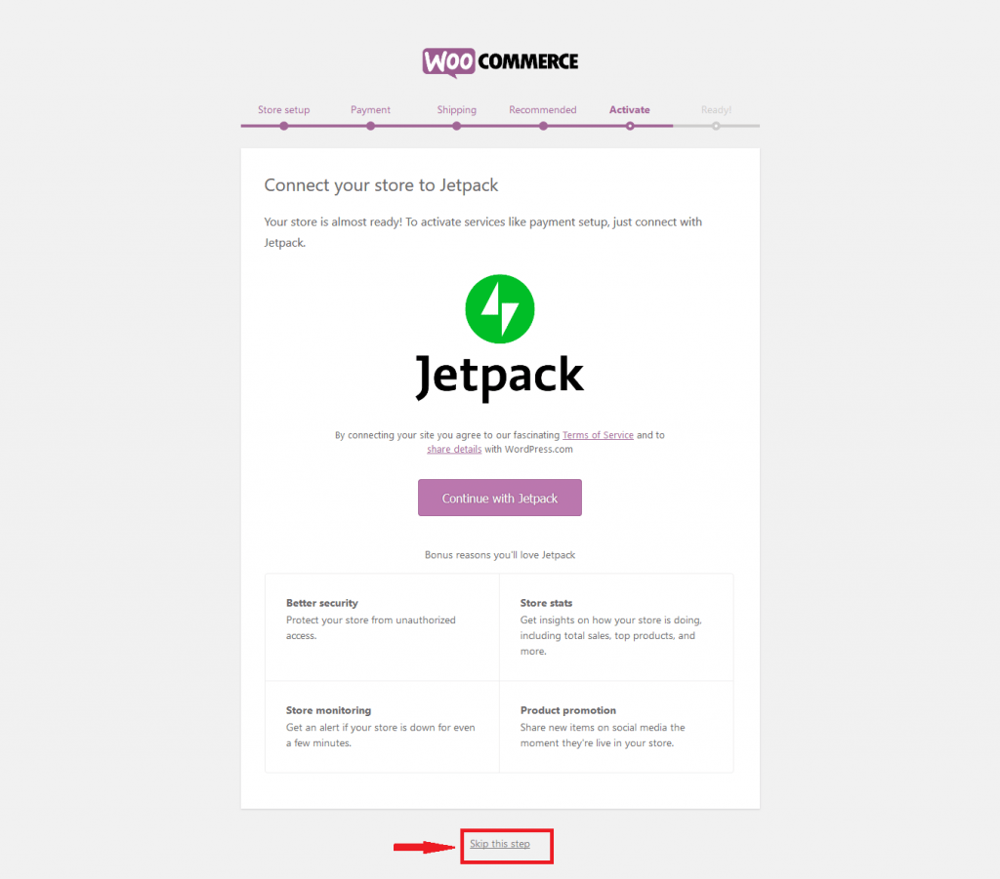 WOO COMMERCE
Store setup Payment Shipping Recommended Activate Ready!
Connect your store to Jetpack
Your store is almost ready! To activate services like payment setup, just connect with
Jetpack.
Jetpack
By connecting your site you agree to our fascinating Terms of Service and to
share details with WordPress.com
Continue with Jetpack
Bonus reasons you'll love Jetpack
Better security
Protect your store from unauthorized
access.
Store stats
Get insights on how your store is doing,
including total sales, top products, and
more.
Store monitoring
Get an alert if your store is down for even
a few minutes.
Product promotion
Share new items on social media the
moment they're live in your store.
Skip this step